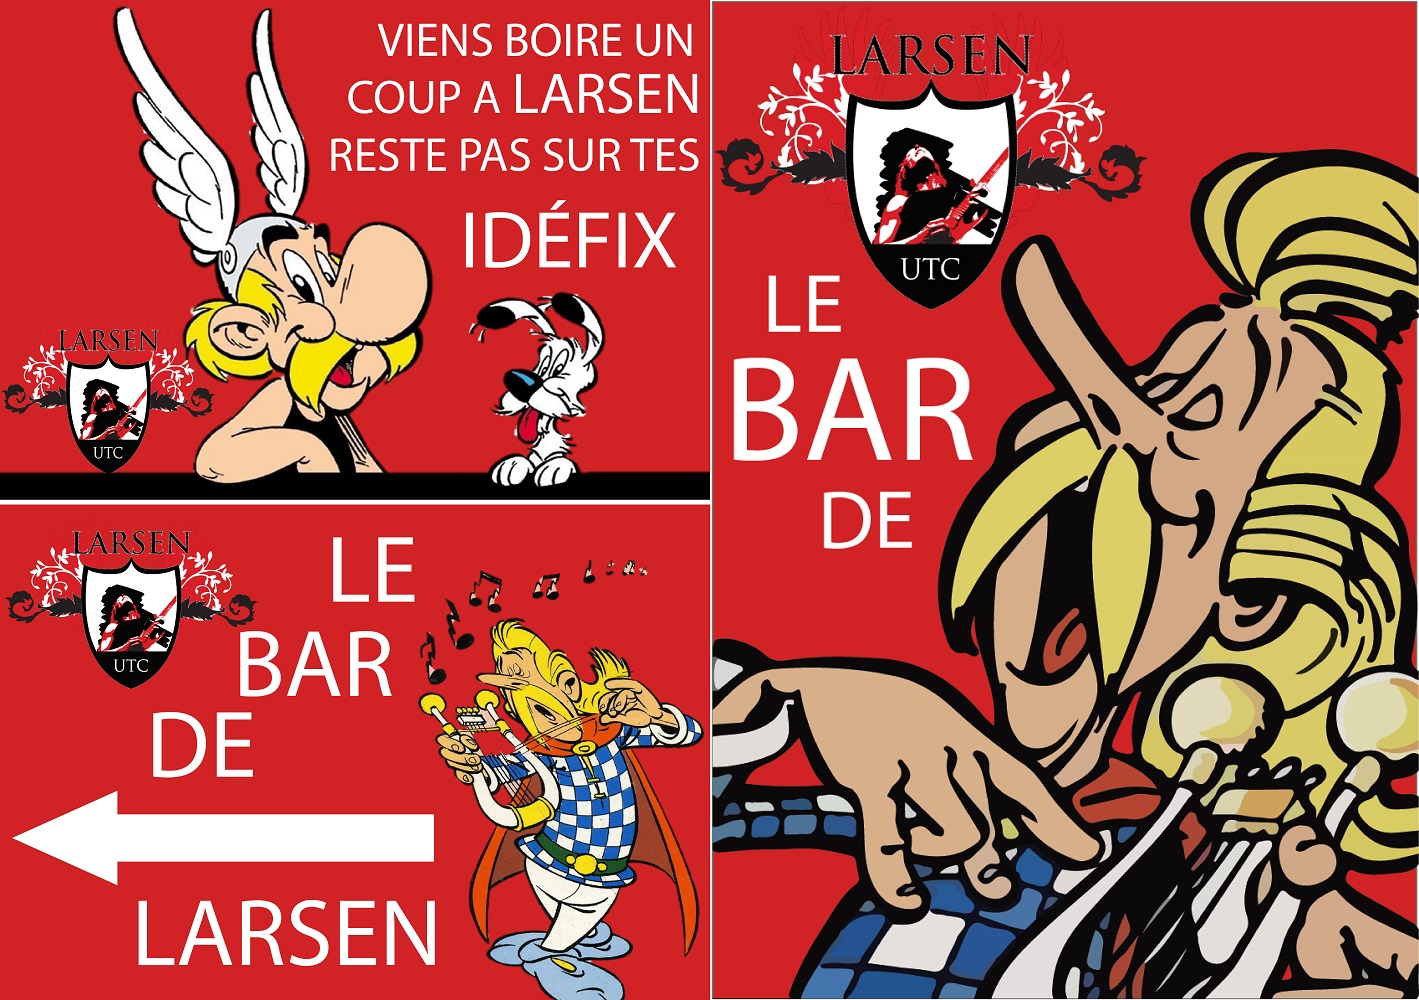 VIENS BOIRE UN
COUP A LARSEN
RESTE PAS SUR TES
IDÉFIX
LARSEN
UTC
LARSEN
UTC
LE
BAR
DE
LARSEN
LARSEN
UTC
LE
BAR
DE